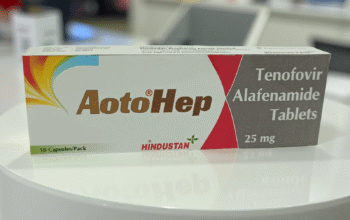 AotoHep®
Tenofovir
Alafenamide
Tablets
25 mg
10 Capsules/Pack
HINDUSTAN